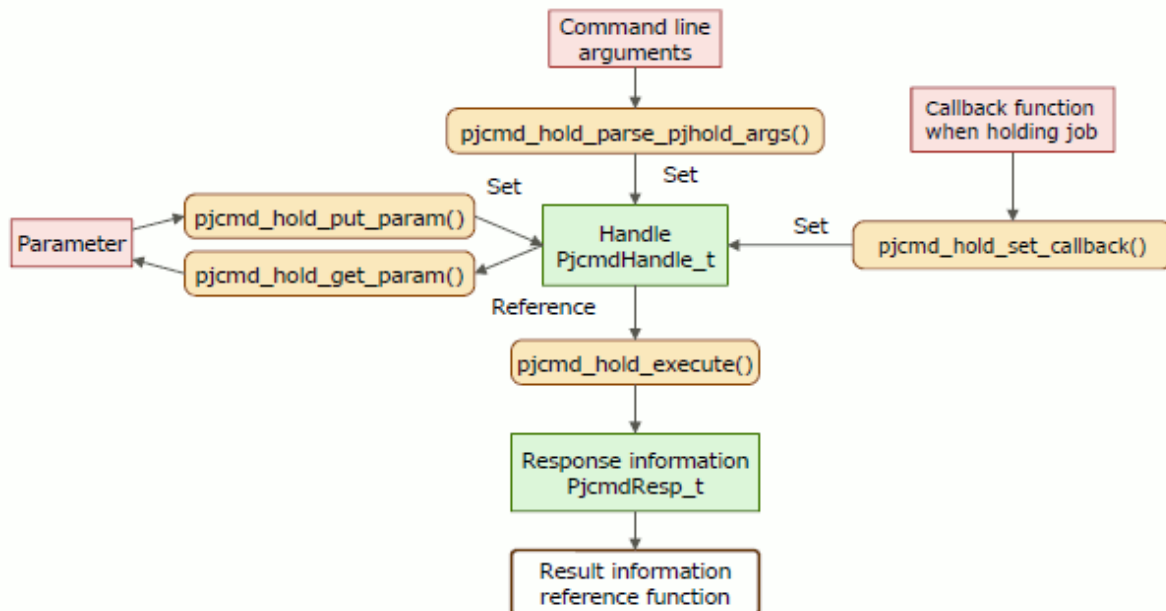 Command line
arguments
pjcmd_hold_parse_pjhold_args()
Callback function
when holding job
Set
Set
pjcmd_hold_put_param()
Parameter
pjcmd_hold_get_param()
Handle
PjcmdHandle_t
Set
pjcmd_hold_set_callback()
Reference
pjcmd_hold_execute()
Response information
PjcmdResp_t
Result information
reference function